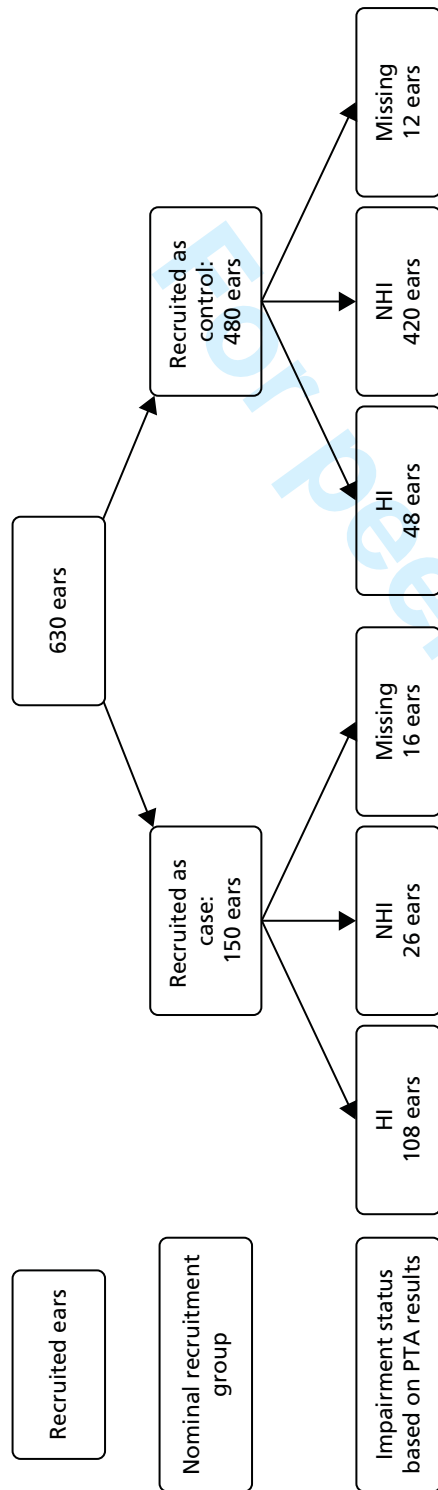 Recruited ears
630 ears
Nominal recruitment
group
Recruited as
case:
150 ears
Recruited as
control:
480 ears
Impairment status
based on PTA results
HI
108 ears
NHI
26 ears
Missing
16 ears
HI
48 ears
NHI
420 ears
Missing
12 ears
For peer